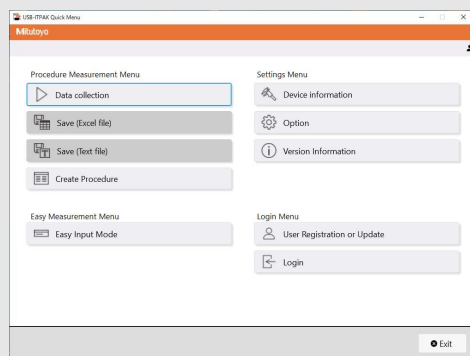 USB-ITPAK Quick Menu
Mitutoyo
Procedure Measurement Menu
Data collection
Save (Excel file)
Save (Text file)
Create Procedure
Easy Measurement Menu
Easy Input Mode
Settings Menu
Device information
Option
Version Information
Login Menu
User Registration or Update
Login
Exit